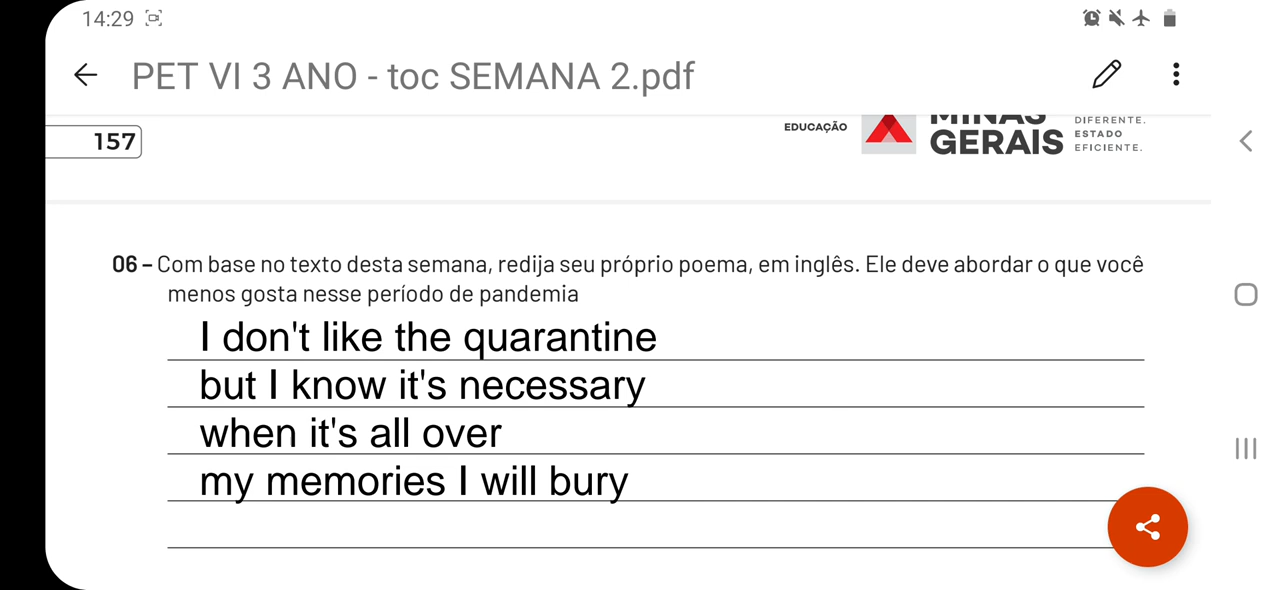 14:29
PET VI 3 ANO - toc SEMANA 2.pdf
157
EDUCAÇÃO
MINAS
GERAIS
DIFERENTE.
ESTADO
EFICIENTE.
06 – Com base no texto desta semana, redija seu próprio poema, em inglês. Ele deve abordar o que você
menos gosta nesse período de pandemia
I don't like the quarantine
but I know it's necessary
when it's all over
my memories I will bury